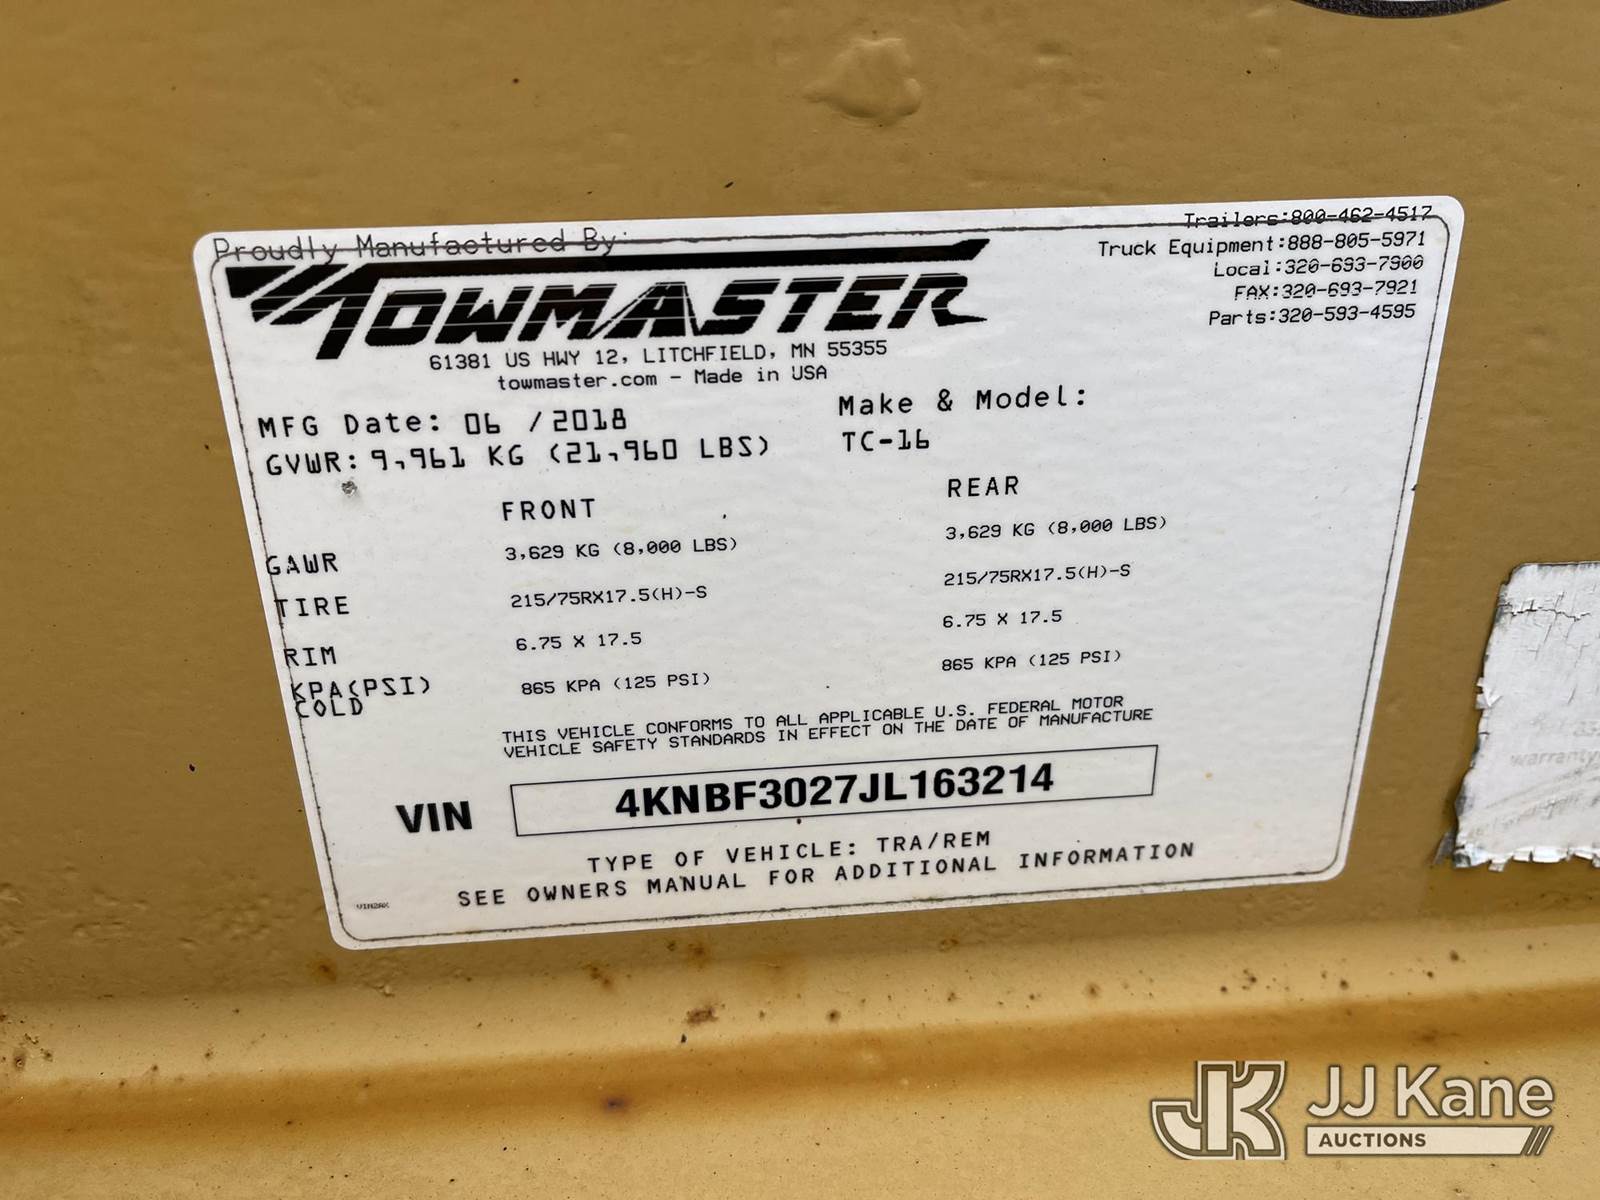 Proudly Manufactured By:
TOWMASTER
61381 US HWY 12, LITCHFIELD, MN 55355
towmaster.com - Made in USA
Trailers:800-462-4517
Truck Equipment:888-805-5971
Local:320-693-7900
FAX:320-693-7921
Parts:320-593-4595
MFG Date: 06 /2018
GVWR: 9,961 KG (21,960 LBS)
Make & Model:
TC-16
FRONT REAR
GAWR 3,629 KG (8,000 LBS) 3,629 KG (8,000 LBS)
TIRE 215/75RX17.5(H)-S 215/75RX17.5(H)-S
RIM 6.75 X 17.5 6.75 X 17.5
KPA(PSI) 865 KPA (125 PSI) 865 KPA (125 PSI)
COLD
THIS VEHICLE CONFORMS TO ALL APPLICABLE U.S. FEDERAL MOTOR
VEHICLE SAFETY STANDARDS IN EFFECT ON THE DATE OF MANUFACTURE
VIN 4KNBF3027JL163214
TYPE OF VEHICLE: TRA/REM
SEE OWNERS MANUAL FOR ADDITIONAL INFORMATION
VIN2AX
warranty
JK JJ Kane
AUCTIONS